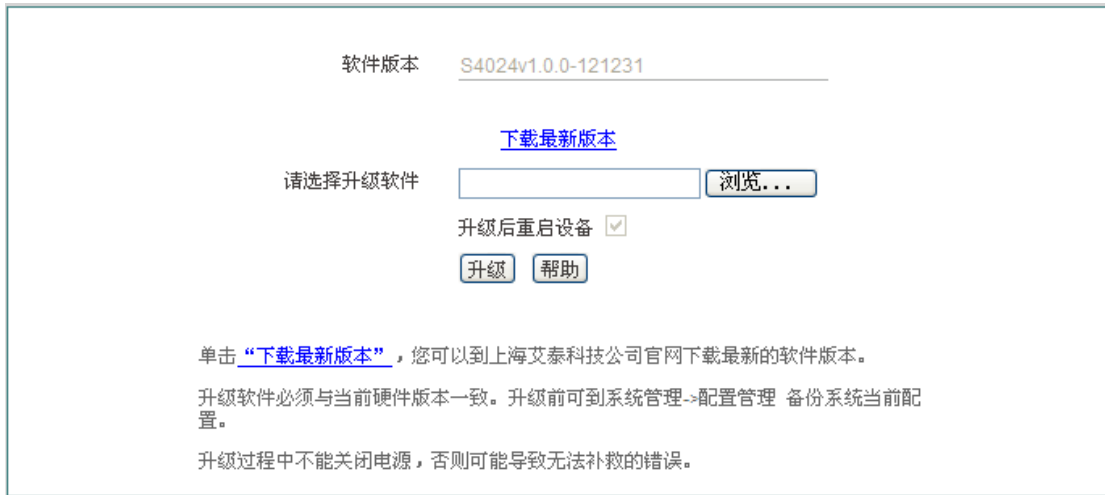 软件版本 S4024v1.0.0-121231
下载最新版本
请选择升级软件 浏览...
升级后重启设备
升级 帮助
单击“下载最新版本”，您可以到上海艾泰科技公司官网下载最新的软件版本。
升级软件必须与当前硬件版本一致。升级前可到系统管理->配置管理 备份系统当前配
置。
升级过程中不能关闭电源，否则可能导致无法补救的错误。